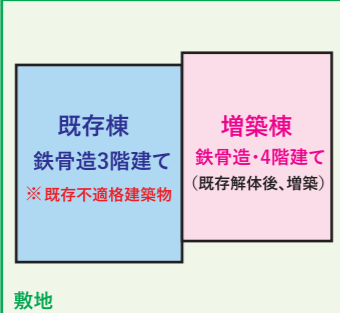 既存棟
鉄骨造3階建て
※既存不適格建築物
増築棟
鉄骨造・4階建て
（既存解体後、増築）
敷地